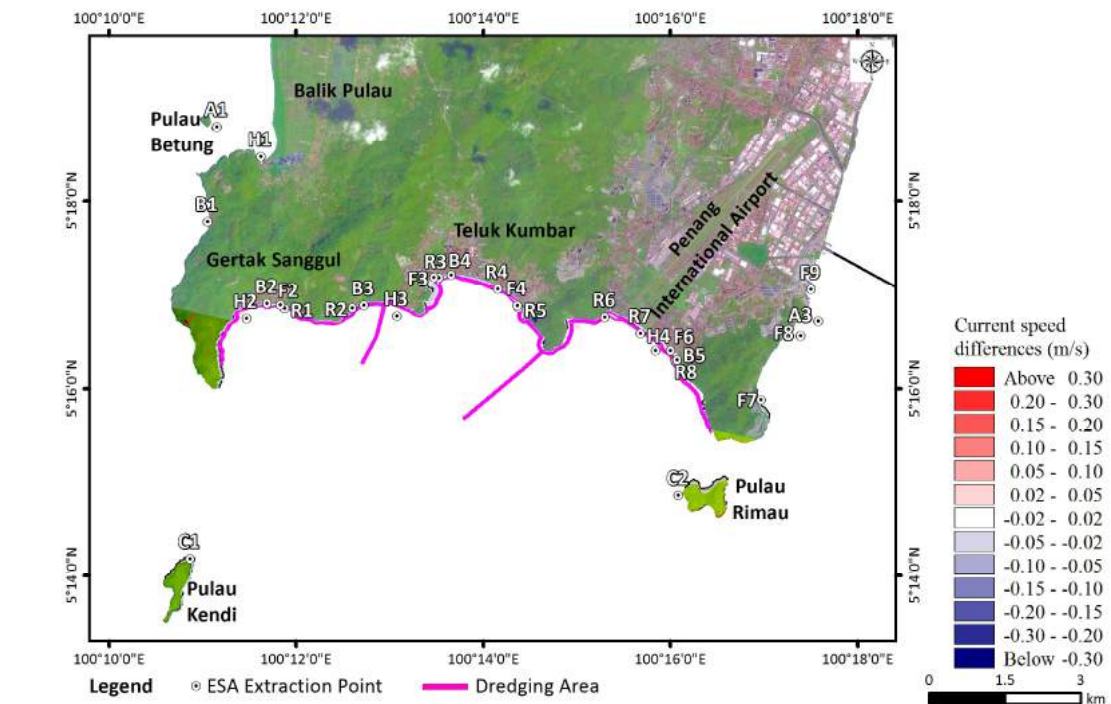 100°10'0"E 100°12'0"E 100°14'0"E 100°16'0"E 100°18'0"E
Balik Pulau
A1
Pulau
Betung
H1
B1
5°18'0"N 5°18'0"N
Teluk Kumbar
Gertak Sanggul
Penang
International Airport
R3 B4
F3
R4
F4
B3
B2
F2
H2
R1
R2
H3
R5
R6
R7
H4
F6
B5
R8
F9
A3
F8
F7
5°16'0"N 5°16'0"N
C2
Pulau
Rimau
C1
Pulau
Kendi
5°14'0"N 5°14'0"N
100°10'0"E 100°12'0"E 100°14'0"E 100°16'0"E 100°18'0"E
Legend ESA Extraction Point Dredging Area
Current speed
differences (m/s)
Above 0.30
0.20 - 0.30
0.15 - 0.20
0.10 - 0.15
0.05 - 0.10
0.02 - 0.05
-0.02 - 0.02
-0.05 - -0.02
-0.10 - -0.05
-0.15 - -0.10
-0.20 - -0.15
-0.30 - -0.20
Below -0.30
0 1.5 3
km